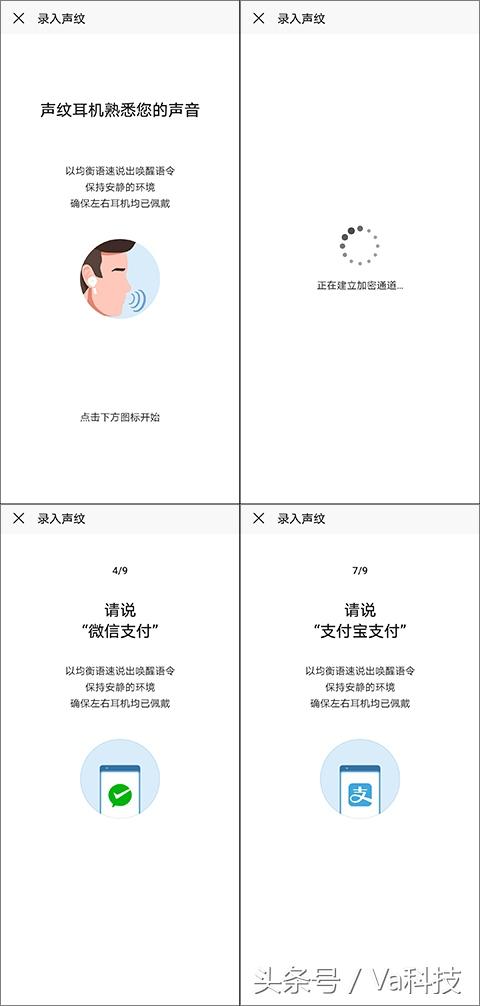 录入声纹
声纹耳机熟悉您的声音
以均衡语速说出唤醒语令
保持安静的环境
确保左右耳机均已佩戴
点击下方图标开始
录入声纹
正在建立加密通道...
录入声纹
4/9
请说
“微信支付”
以均衡语速说出唤醒语令
保持安静的环境
确保左右耳机均已佩戴
录入声纹
7/9
请说
“支付宝支付”
以均衡语速说出唤醒语令
保持安静的环境
确保左右耳机均已佩戴
支
头条号 / Va科技